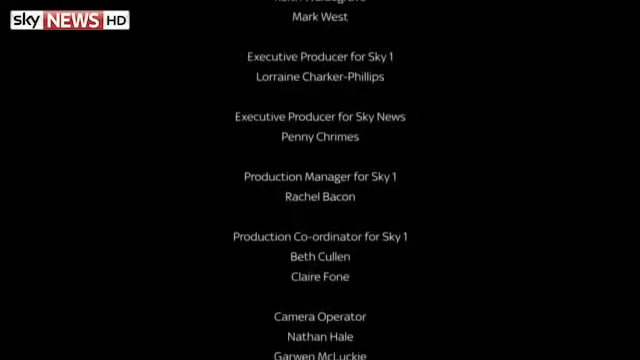 sky NEWS HD
Mark West
Executive Producer for Sky 1
Lorraine Charker-Phillips
Executive Producer for Sky News
Penny Chrimes
Production Manager for Sky 1
Rachel Bacon
Production Co-ordinator for Sky 1
Beth Cullen
Claire Fone
Camera Operator
Nathan Hale
Garwen McLuckie